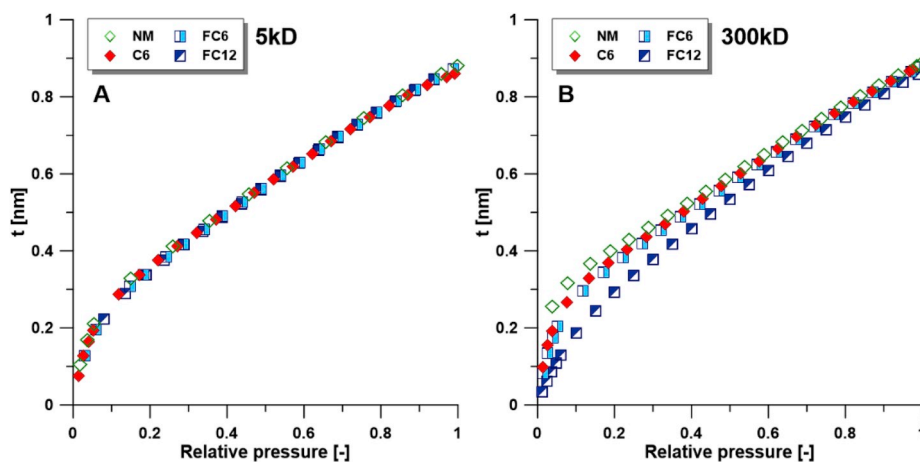 NM FC6 5kD
C6 FC12
A
t [nm]
1
0.8
0.6
0.4
0.2
0
0 0.2 0.4 0.6 0.8 1
Relative pressure [-]
NM FC6 300kD
C6 FC12
B
t [nm]
1
0.8
0.6
0.4
0.2
0
0 0.2 0.4 0.6 0.8 1
Relative pressure [-]